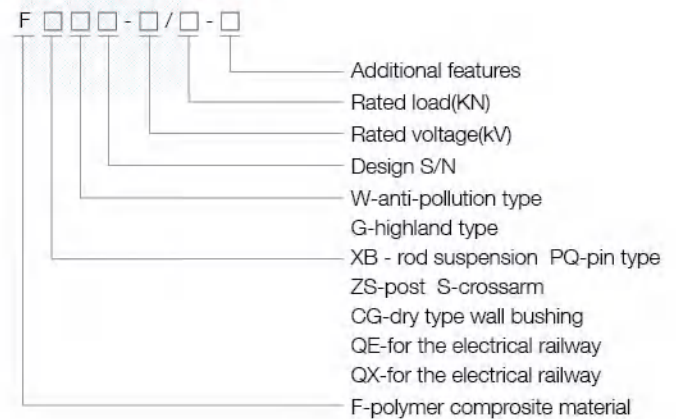 F □ □ □ - □ / □ - □
Additional features
Rated load(KN)
Rated voltage(kV)
Design S/N
W-anti-pollution type
G-highland type
XB - rod suspension PQ-pin type
ZS-post S-crossarm
CG-dry type wall bushing
QE-for the electrical railway
QX-for the electrical railway
F-polymer comprosite material